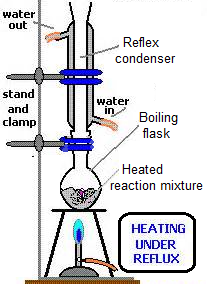 water
out
Reflex
condenser
stand
and
clamp
water
in
Boiling
flask
Heated
reaction mixture
HEATING
UNDER
REFLUX